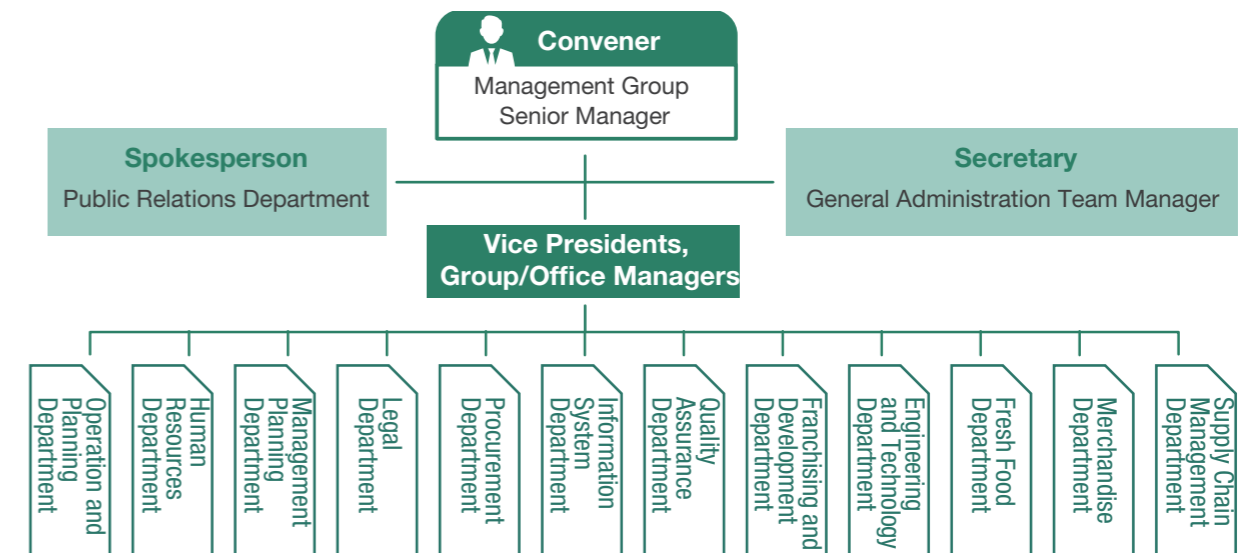 Convener
Management Group
Senior Manager
Spokesperson
Public Relations Department
Secretary
General Administration Team Manager
Vice Presidents,
Group/Office Managers
Operation and
Planning
Department
Human
Resources
Department
Management
Planning
Department
Legal
Department
Procurement
Department
Information
System
Department
Quality
Assurance
Department
Franchising and
Development
Department
Engineering
and Technology
Department
Fresh Food
Department
Merchandise
Department
Supply Chain
Management
Department